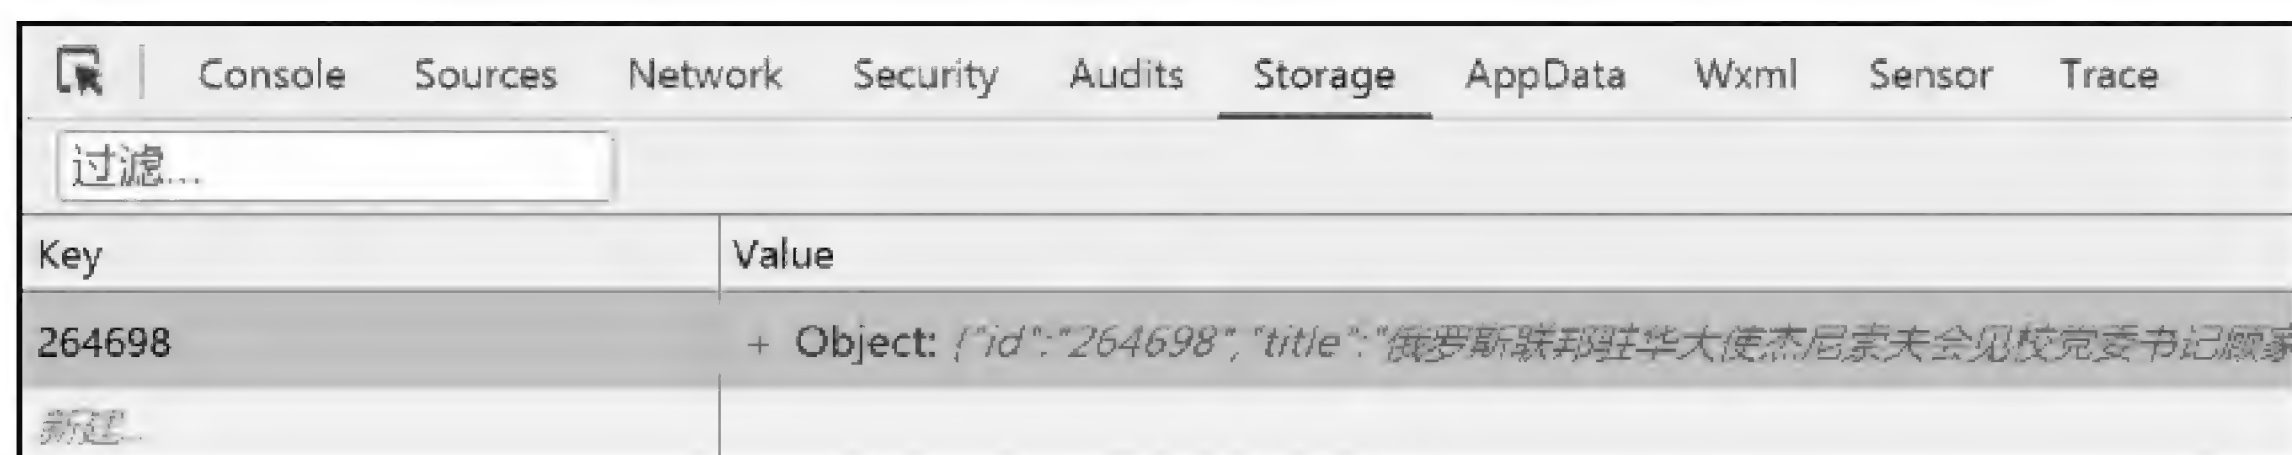 Console Sources Network Security Audits Storage AppData Wxml Sensor Trace
过滤...
Key Value
264698 + Object: {"id":"264698","title":"俄罗斯联邦驻华大使杰尼索夫会见校党委书记顾家
新建...